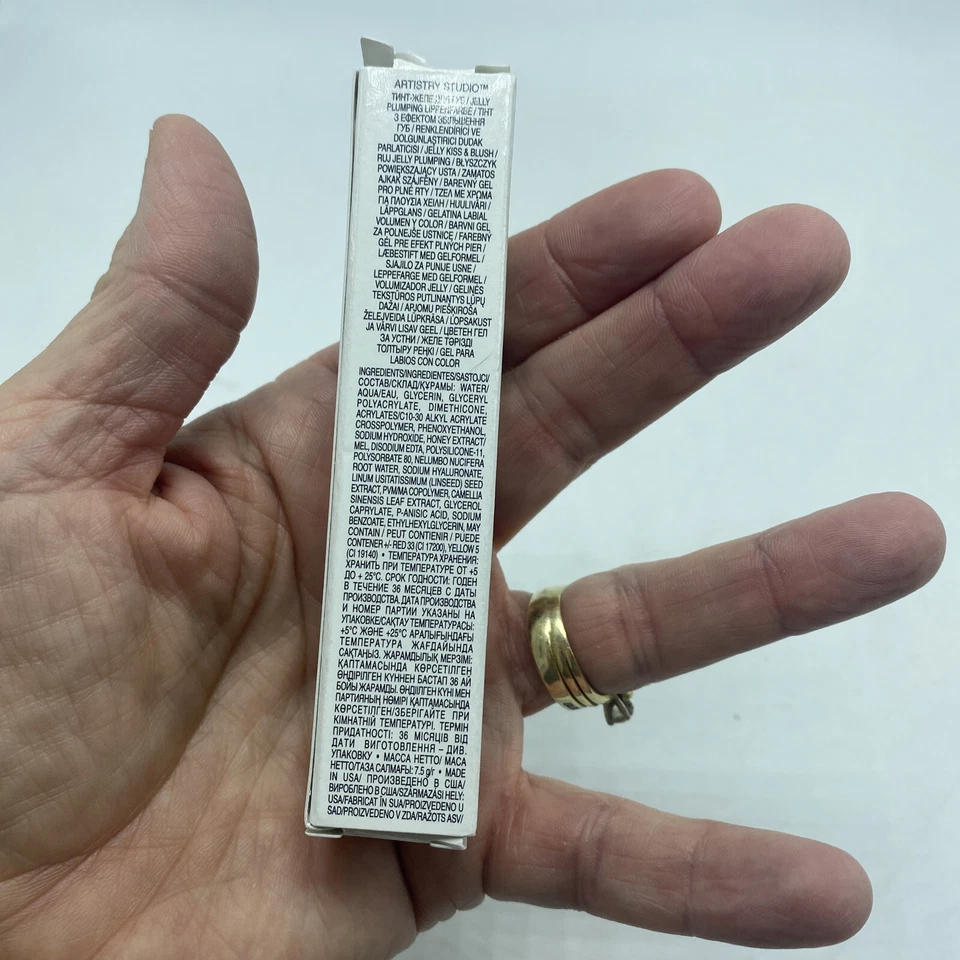 ARTISTRY STUDIO™
ТИНТ-ЖЕЛЕ ДЛЯ ГУБ / JELLY
PLUMPING LIPPENFARBE / ТІНТ
З ЕФЕКТОМ ЗБІЛЬШЕННЯ
ГУБ / RENKLENDİRİCİ VE
DOLGUNLAŞTIRICI DUDAK
PARLATICISI / JELLY KISS & BLUSH /
RUJ JELLY PLUMPING / BŁYSZCZYK
POWIĘKSZAJĄCY USTA / ZAMATOS
AJKAK SZÁJFÉNY / BAREVNÝ GEL
PRO PLNÉ RTY / ΤΖΕΛ ΜΕ ΧΡΩΜΑ
ΓΙΑ ΠΛΟΥΣΙΑ ΧΕΙΛΗ / HUULIVÄRI /
LÄPPGLANS / GELATINA LABIAL
VOLUMEN Y COLOR / BARVNI GEL
ZA POLNEJŠE USTNICE / FAREBNÝ
GÉL PRE EFEKT PLNÝCH PIER /
LÆBESTIFT MED GELFORMEL /
SJAJILO ZA PUNIJE USNE /
LEPPEFARGE MED GELFORMEL /
VOLUMIZADOR JELLY / GELINĖS
TEKSTŪROS PUTLINANTYS LŪPŲ
DAŽAI / APJOMU PIEŠĶIROŠA
ŽELEJVEIDA LŪPKRĀSA / LOPSAKUST
JA VÄRVI LISAV GEEL / ЦВЕТЕН ГЕЛ
ЗА УСТНИ / ЖЕЛЕ ТӘРІЗДІ
ТОЛТЫРУ РЕҢКІ / GEL PARA
LABIOS CON COLOR
INGREDIENTS/INGREDIENTES/SASTOJCI/
СОСТАВ/СКЛАД/ҚҰРАМЫ: WATER/
AQUA/EAU, GLYCERIN, GLYCERYL
POLYACRYLATE, DIMETHICONE,
ACRYLATES/C10-30 ALKYL ACRYLATE
CROSSPOLYMER, PHENOXYETHANOL,
SODIUM HYDROXIDE, HONEY EXTRACT/
MEL, DISODIUM EDTA, POLYSILICONE-11,
POLYSORBATE 80, NELUMBO NUCIFERA
ROOT WATER, SODIUM HYALURONATE,
LINUM USITATISSIMUM (LINSEED) SEED
EXTRACT, PVM/MA COPOLYMER, CAMELLIA
SINENSIS LEAF EXTRACT, GLYCEROL
CAPRYLATE, P-ANISIC ACID, SODIUM
BENZOATE, ETHYLHEXYLGLYCERIN, MAY
CONTAIN / PEUT CONTENIR / PUEDE
CONTENER +/- RED 33 (CI 17200), YELLOW 5
(CI 19140) • ТЕМПЕРАТУРА ХРАНЕНИЯ:
ХРАНИТЬ ПРИ ТЕМПЕРАТУРЕ ОТ +5
ДО + 25°C. СРОК ГОДНОСТИ: ГОДЕН
В ТЕЧЕНИЕ 36 МЕСЯЦЕВ С ДАТЫ
ПРОИЗВОДСТВА. ДАТА ПРОИЗВОДСТВА
И НОМЕР ПАРТИИ УКАЗАНЫ НА
УПАКОВКЕ/САҚТАУ ТЕМПЕРАТУРАСЫ:
+5°C ЖӘНЕ +25°C АРАЛЫҒЫНДАҒЫ
ТЕМПЕРАТУРА ЖАҒДАЙЫНДА
САҚТАҢЫЗ. ЖАРАМДЫЛЫҚ МЕРЗІМІ:
ҚАПТАМАСЫНДА КӨРСЕТІЛГЕН
ӨНДІРІЛГЕН КҮННЕН БАСТАП 36 АЙ
БОЙЫ ЖАРАМДЫ. ӨНДІІЛГЕН КҮНІ МЕН
ПАРТИЯНЫҢ НӨМІРІ ҚАПТАМАСЫНДА
КӨРСЕТІЛГЕН/ЗБЕРІГАЙТЕ ПРИ
КІМНАТНІЙ ТЕМПЕРАТУРІ. ТЕРМІН
ПРИДАТНОСТІ: 36 МІСЯЦІВ ВІД
ДАТИ ВИГОТОВЛЕННЯ – ДИВ.
УПАКОВКУ • МАССА НЕТТО/ МАСА
НЕТТО/ТАЗА САЛМАҒЫ: 7.5 g/г • MADE
IN USA/ ПРОИЗВЕДЕНО В США/
ВИРОБЛЕНО В США/SZÁRMAZÁSI HELY:
USA/FABRICAT ÎN SUA/PROIZVEDENO U
SAD/PROIZVEDENO V ZDA/RAŽOTS ASV/